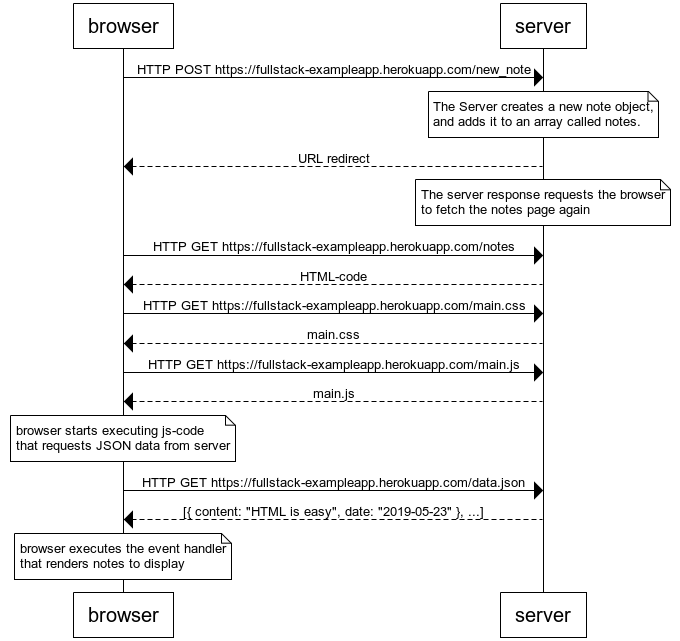 browser
server
HTTP POST https://fullstack-exampleapp.herokuapp.com/new_note
The Server creates a new note object,
and adds it to an array called notes.
URL redirect
The server response requests the browser
to fetch the notes page again
HTTP GET https://fullstack-exampleapp.herokuapp.com/notes
HTML-code
HTTP GET https://fullstack-exampleapp.herokuapp.com/main.css
main.css
HTTP GET https://fullstack-exampleapp.herokuapp.com/main.js
main.js
browser starts executing js-code
that requests JSON data from server
HTTP GET https://fullstack-exampleapp.herokuapp.com/data.json
[{ content: "HTML is easy", date: "2019-05-23" }, ...]
browser executes the event handler
that renders notes to display
browser
server